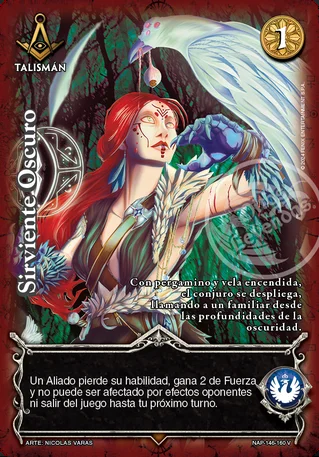 TALISMÁN
1
Sirviente Oscuro
Con pergamino y vela encendida,
el conjuro se despliega,
llamando a un familiar desde
las profundidades de la
oscuridad.
Un Aliado pierde su habilidad, gana 2 de Fuerza
y no puede ser afectado por efectos oponentes
ni salir del juego hasta tu próximo turno.
ARTE: NICOLAS VARAS.
NAP-146-160 V